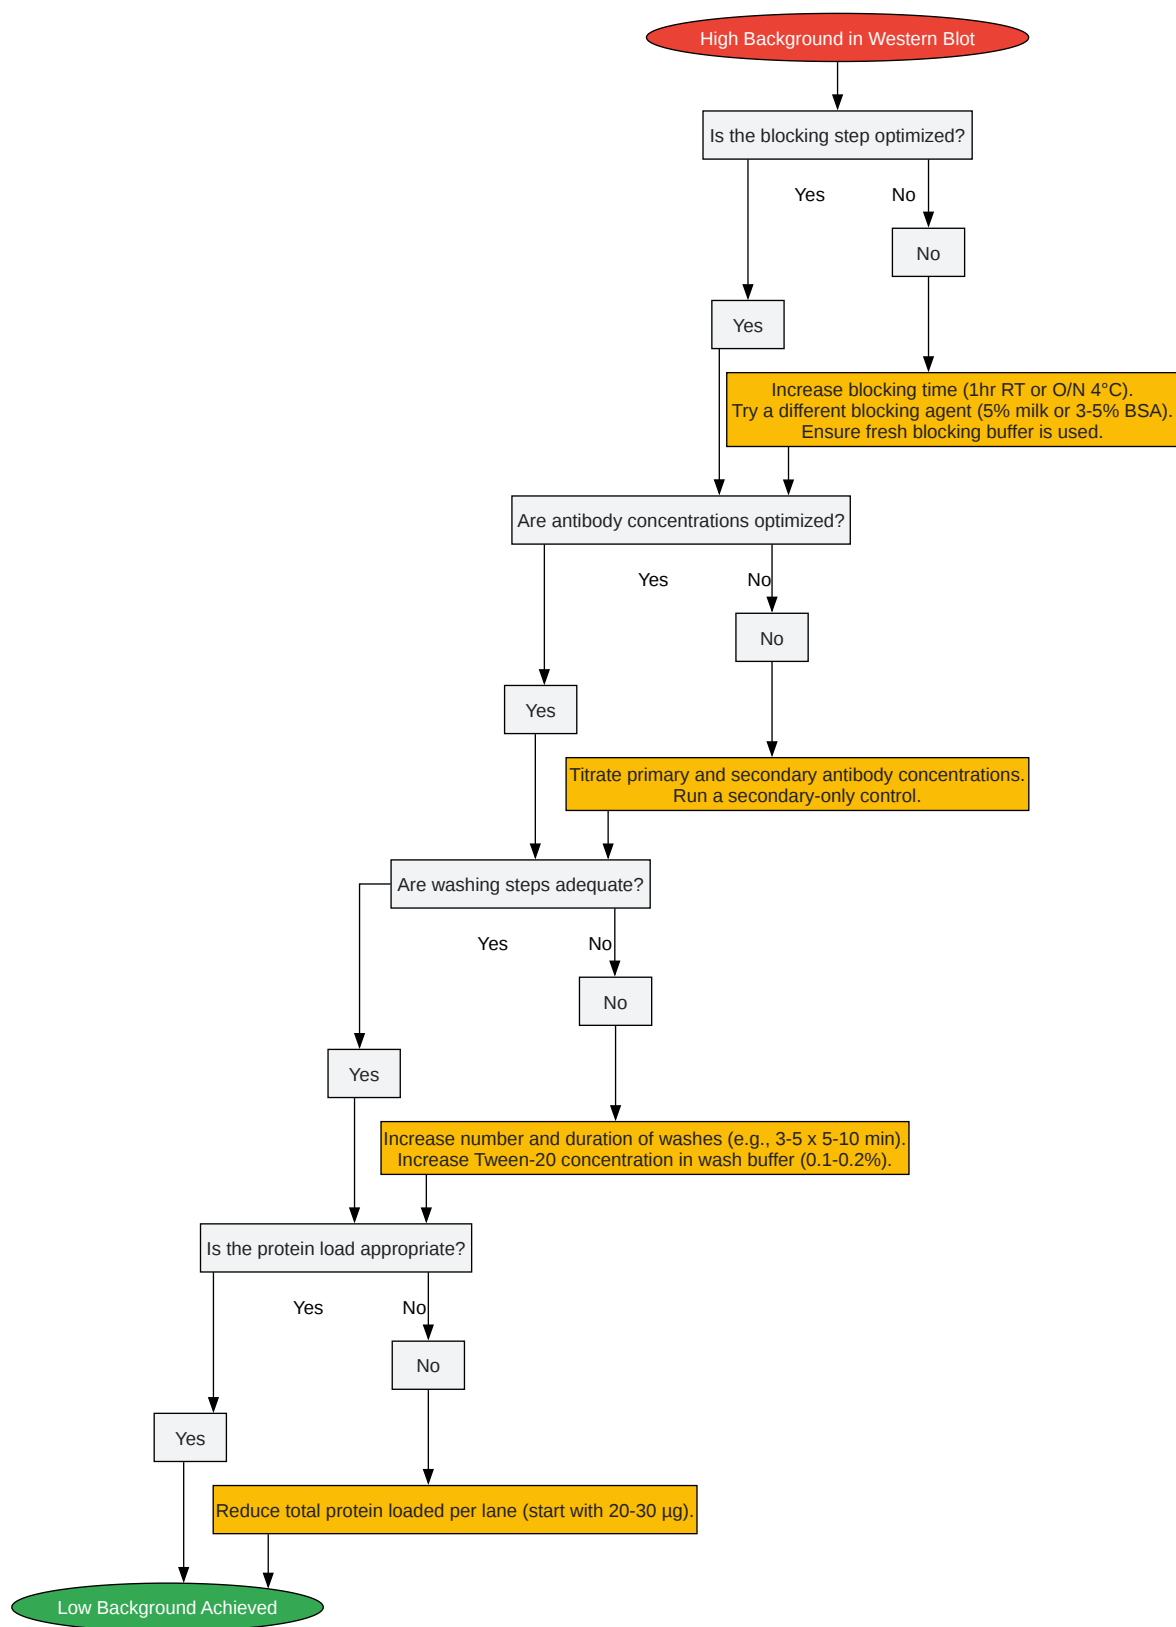 High Background in Western Blot
Is the blocking step optimized?
Yes
No
No
Yes
Increase blocking time (1hr RT or O/N 4°C).
Try a different blocking agent (5% milk or 3-5% BSA).
Ensure fresh blocking buffer is used.
Are antibody concentrations optimized?
Yes
No
No
Yes
Titrate primary and secondary antibody concentrations.
Run a secondary-only control.
Are washing steps adequate?
Yes
No
No
Yes
Increase number and duration of washes (e.g., 3-5 x 5-10 min).
Increase Tween-20 concentration in wash buffer (0.1-0.2%).
Is the protein load appropriate?
Yes
No
No
Yes
Reduce total protein loaded per lane (start with 20-30 µg).
Low Background Achieved